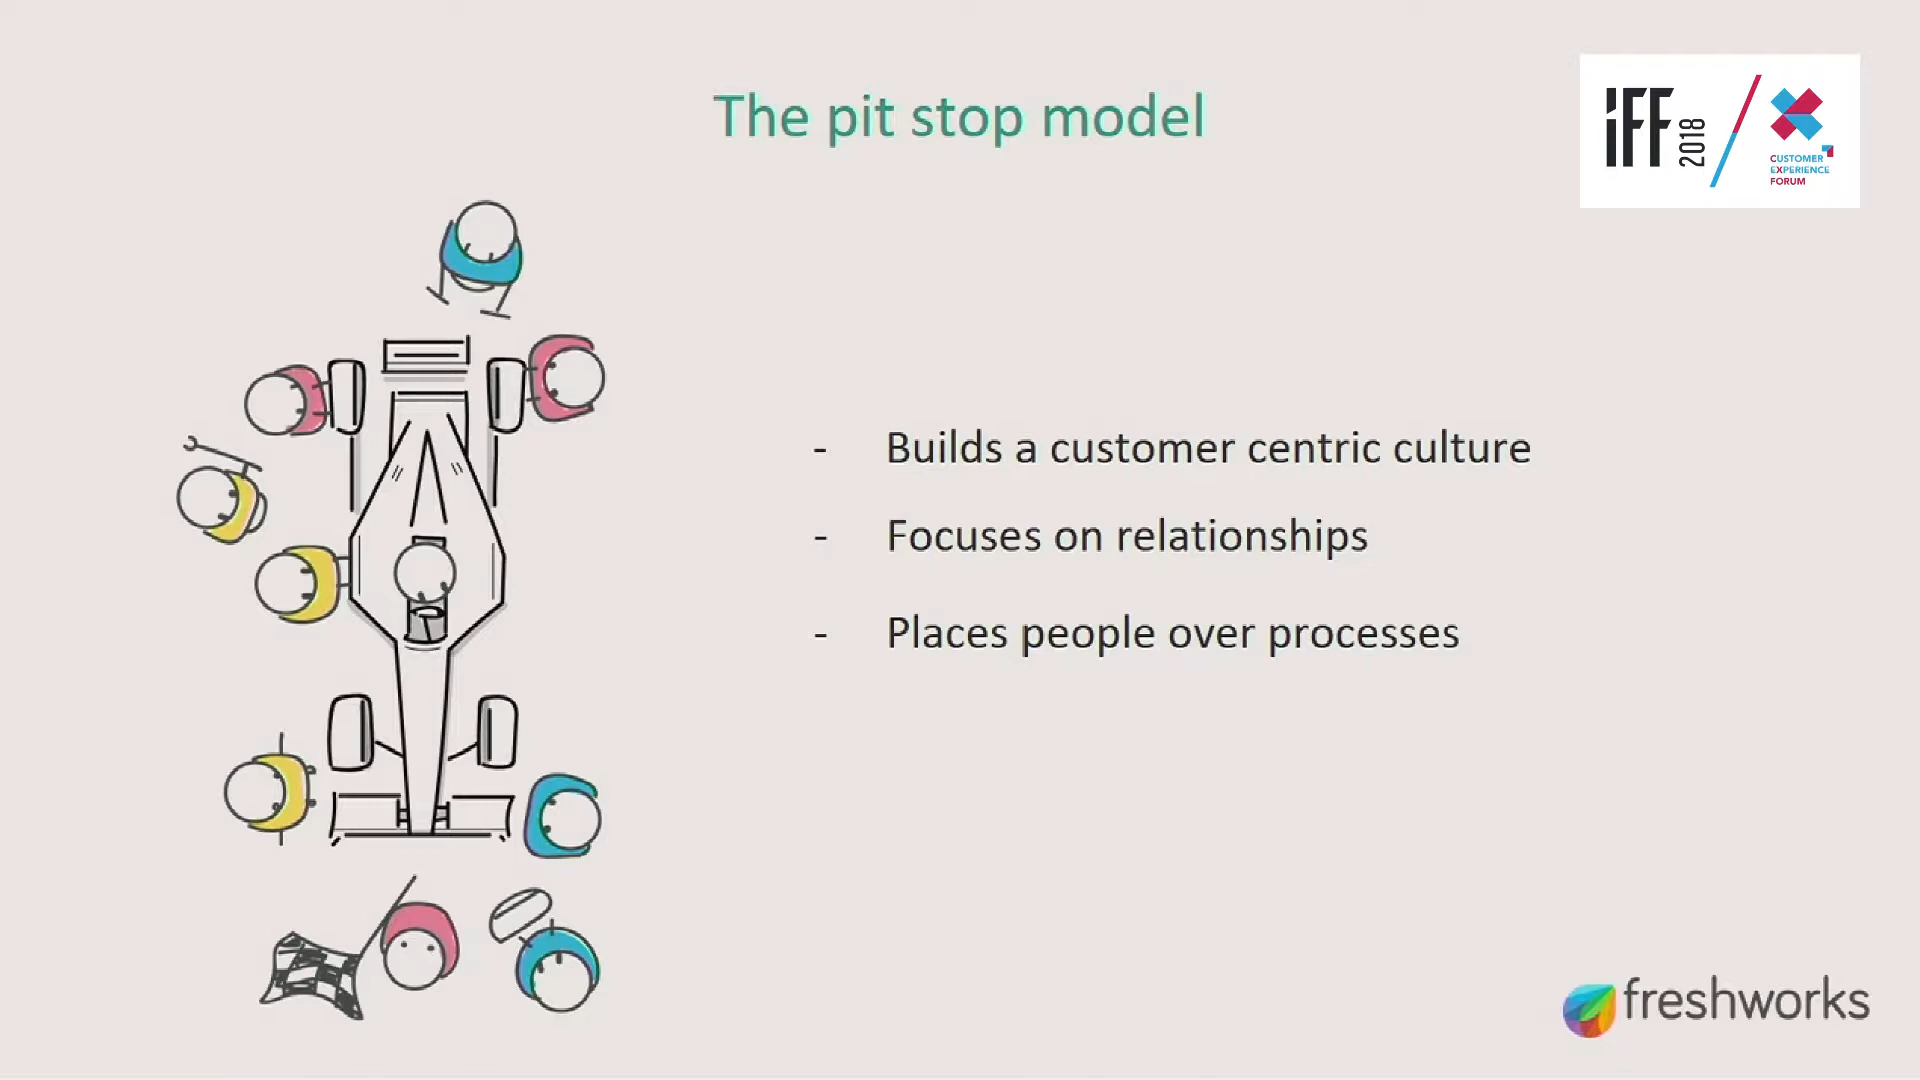 The pit stop model
iFF 2018
CUSTOMER
EXPERIENCE
FORUM
- Builds a customer centric culture
- Focuses on relationships
- Places people over processes
freshworks